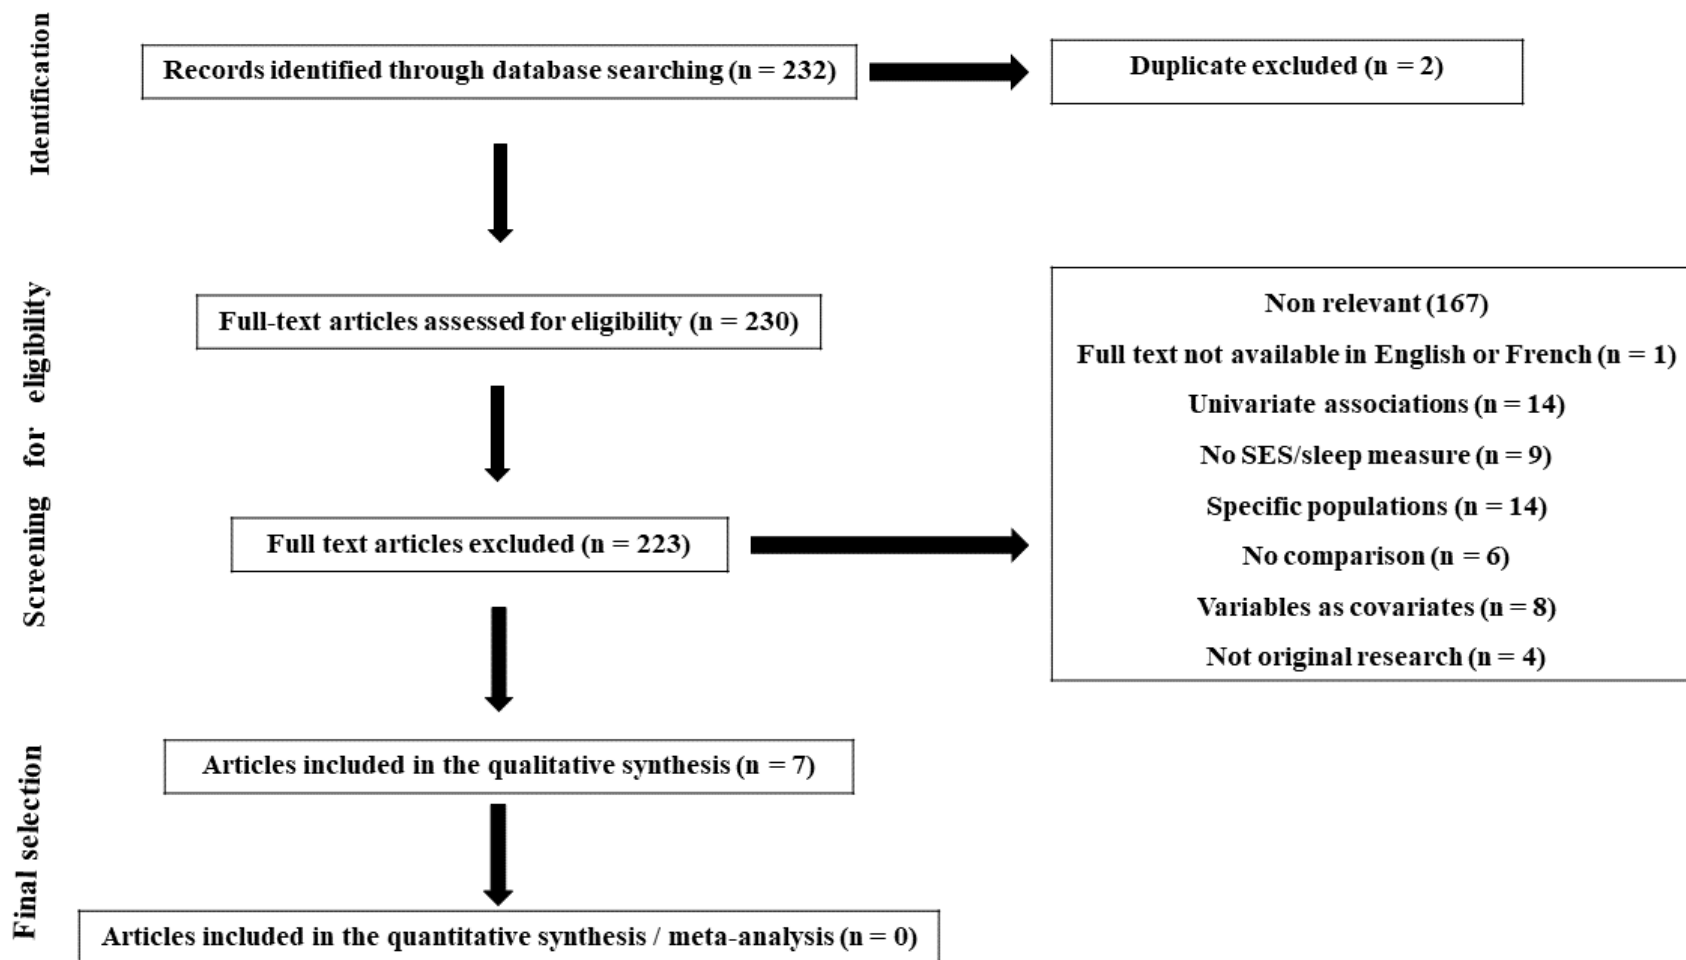 Identification
Records identified through database searching (n = 232)
Duplicate excluded (n = 2)
Screening for eligibility
Full-text articles assessed for eligibility (n = 230)
Full text articles excluded (n = 223)
Non relevant (167)
Full text not available in English or French (n = 1)
Univariate associations (n = 14)
No SES/sleep measure (n = 9)
Specific populations (n = 14)
No comparison (n = 6)
Variables as covariates (n = 8)
Not original research (n = 4)
Final selection
Articles included in the qualitative synthesis (n = 7)
Articles included in the quantitative synthesis / meta-analysis (n = 0)